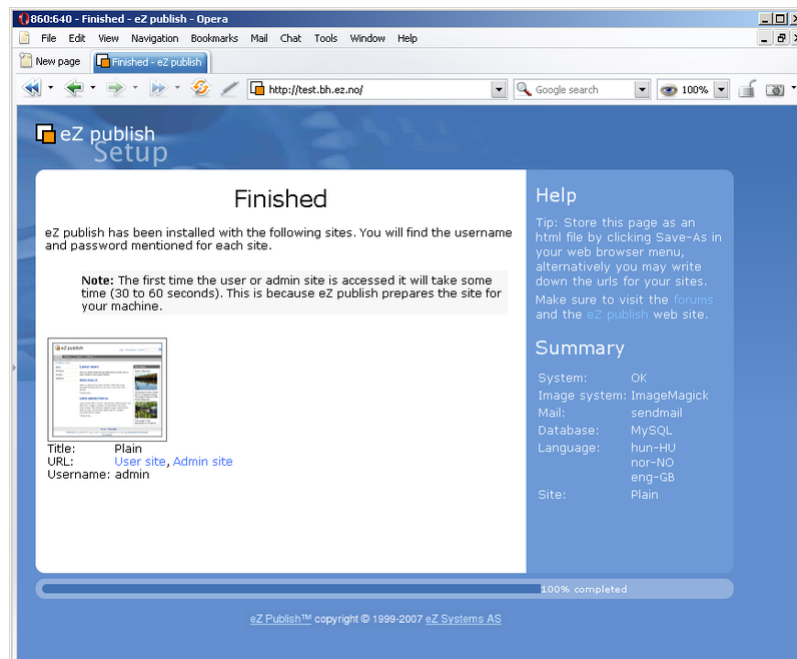 860:640 - Finished - eZ publish - Opera
File Edit View Navigation Bookmarks Mail Chat Tools Window Help
New page Finished - eZ publish
http://test.bh.ez.no/ Google search 100%
eZ publish
Setup
Finished
eZ publish has been installed with the following sites. You will find the username
and password mentioned for each site.
Note: The first time the user or admin site is accessed it will take some
time (30 to 60 seconds). This is because eZ publish prepares the site for
your machine.
Title: Plain
URL: User site, Admin site
Username: admin
Help
Tip: Store this page as an
html file by clicking Save-As in
your web browser menu,
alternatively you may write
down the urls for your sites.
Make sure to visit the forums
and the eZ publish web site.
Summary
System: OK
Image system: ImageMagick
Mail: sendmail
Database: MySQL
Language: hun-HU
nor-NO
eng-GB
Site: Plain
100% completed
eZ Publish™ copyright © 1999-2007 eZ Systems AS